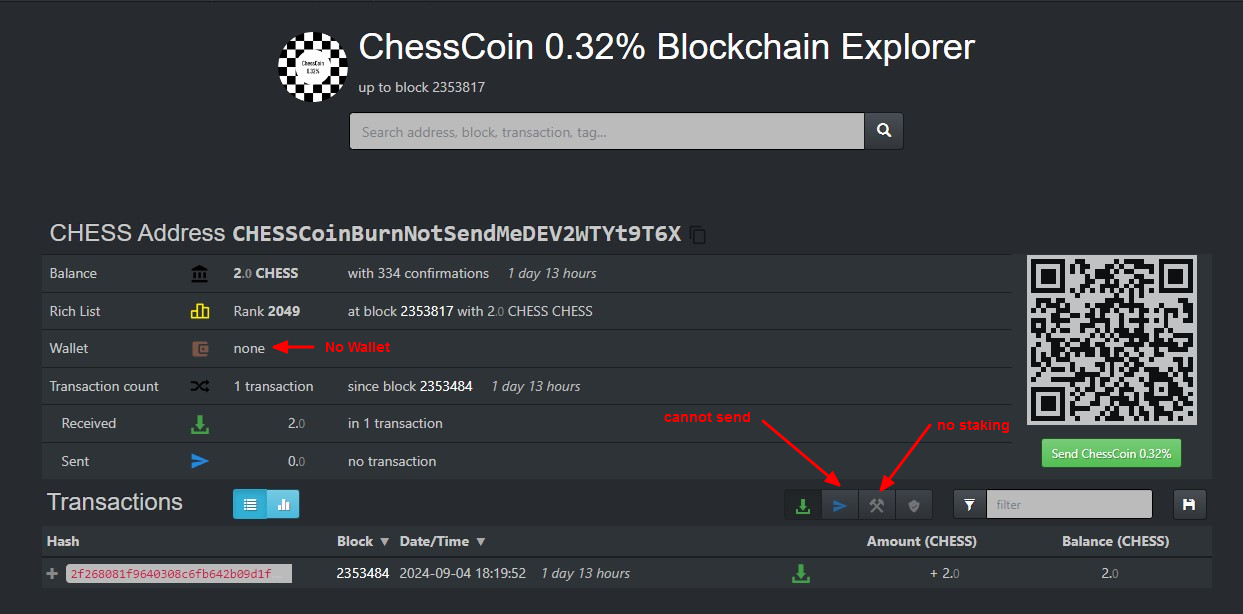 ChessCoin 0.32% Blockchain Explorer
ChessCoin
0.32%
up to block 2353817
Search address, block, transaction, tag...
CHESS Address CHESSCoinBurnNotSendMeDEV2WTYt9T6X
Balance 2.0 CHESS with 334 confirmations 1 day 13 hours
Rich List Rank 2049 at block 2353817 with 2.0 CHESS CHESS
Wallet none No Wallet
Transaction count 1 transaction since block 2353484 1 day 13 hours
Received 2.0 in 1 transaction
cannot send
no staking
Sent 0.0 no transaction
Send ChessCoin 0.32%
Transactions filter
Hash Block ▼ Date/Time ▼ Amount (CHESS) Balance (CHESS)
+ 2f268081f9640308c6fb642b09d1f... 2353484 2024-09-04 18:19:52 1 day 13 hours + 2.0 2.0